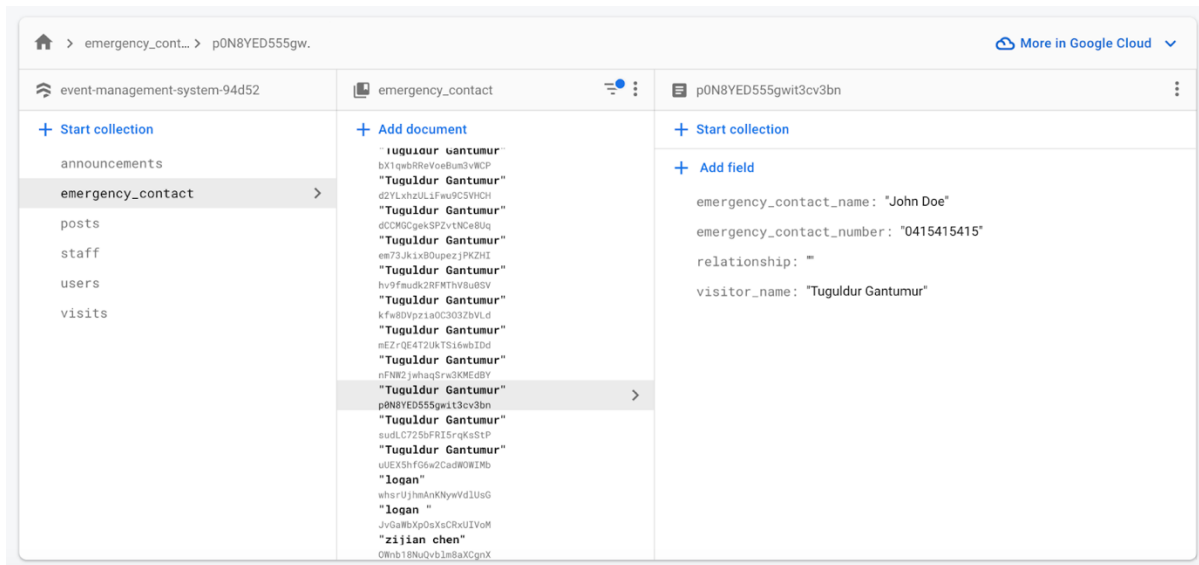 emergency_cont... p0N8YED555gw.
More in Google Cloud
event-management-system-94d52
Start collection
announcements
emergency_contact
posts
staff
users
visits
emergency_contact
Add document
"Tuguldur Gantumur"
bX1qwbRReVoeBum3vWCP
"Tuguldur Gantumur"
d2YLxhzULiFwu9C5VHCH
"Tuguldur Gantumur"
dCCMGCgekSPZvtNCe8Uq
"Tuguldur Gantumur"
em73JkixBOupezjPKZHI
"Tuguldur Gantumur"
hv9fmudk2RFMThV8u0SV
"Tuguldur Gantumur"
kfw8DVpziaOC3O3ZbVLd
"Tuguldur Gantumur"
mEZrQE4T2UkTSi6wbIDd
"Tuguldur Gantumur"
nFNW2jwhaqSrw3KMEdBY
"Tuguldur Gantumur"
p0N8YED555gwit3cv3bn
"Tuguldur Gantumur"
sudLC725bFRI5rqKsStP
"Tuguldur Gantumur"
uUEX5hfG6w2CadWOWIMb
"logan"
whsrUjhmAnKNywVdlUsG
"logan "
JvGaWbXpOsXsCRxUIVoM
"zijian chen"
OWnb18NuQvblm8aXCgnX
p0N8YED555gwit3cv3bn
Start collection
Add field
emergency_contact_name: "John Doe"
emergency_contact_number: "0415415415"
relationship: ""
visitor_name: "Tuguldur Gantumur"